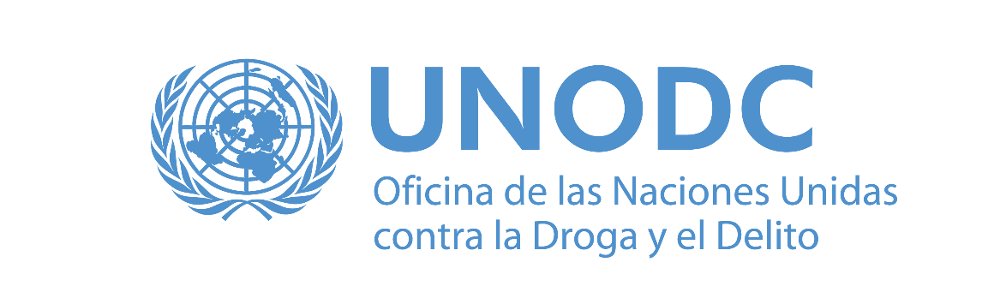 UNODC
Oficina de las Naciones Unidas
contra la Droga y el Delito